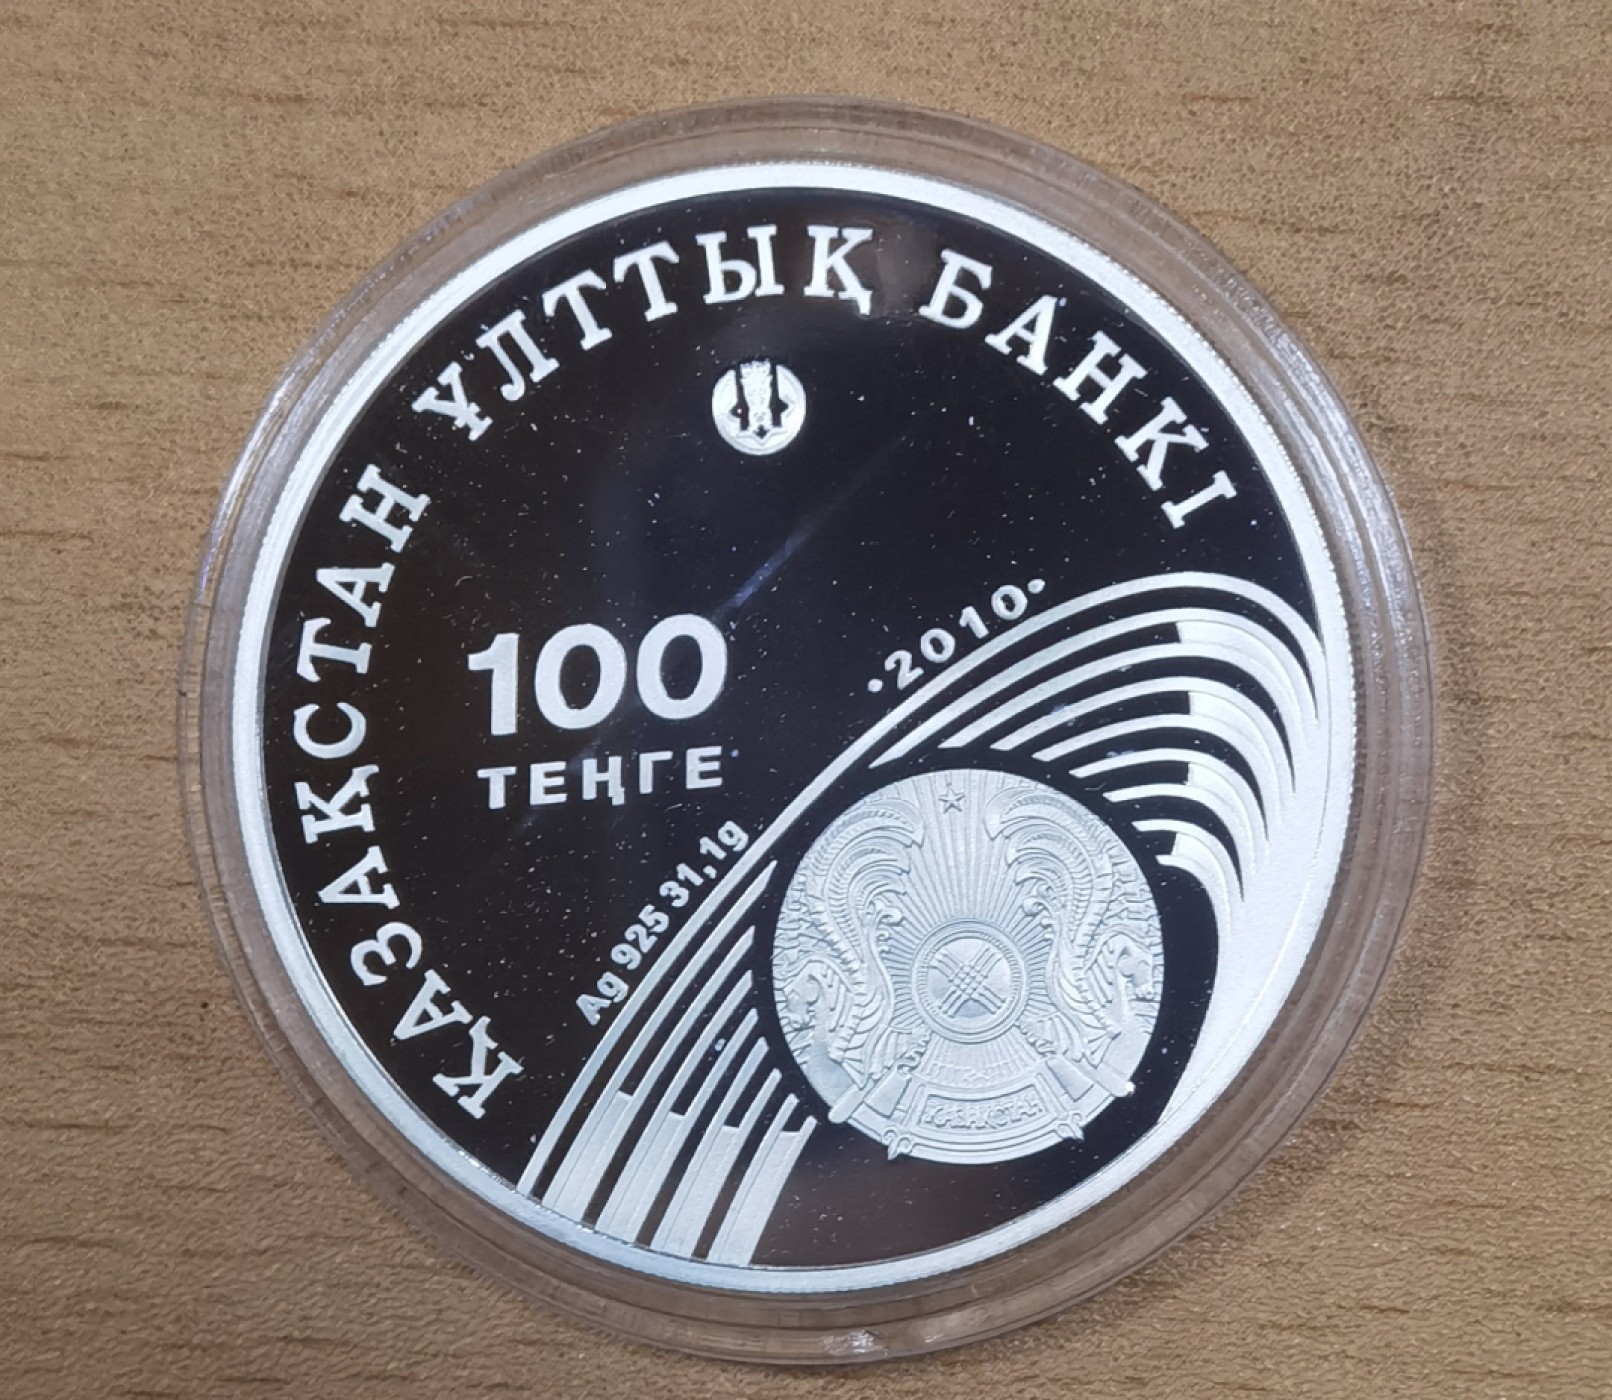 ҚАЗАҚСТАН ҰЛТТЫҚ БАНКІ
100
ТЕҢГЕ
•2010•
Ag 925 31,1g
ҚАЗАҚСТАН